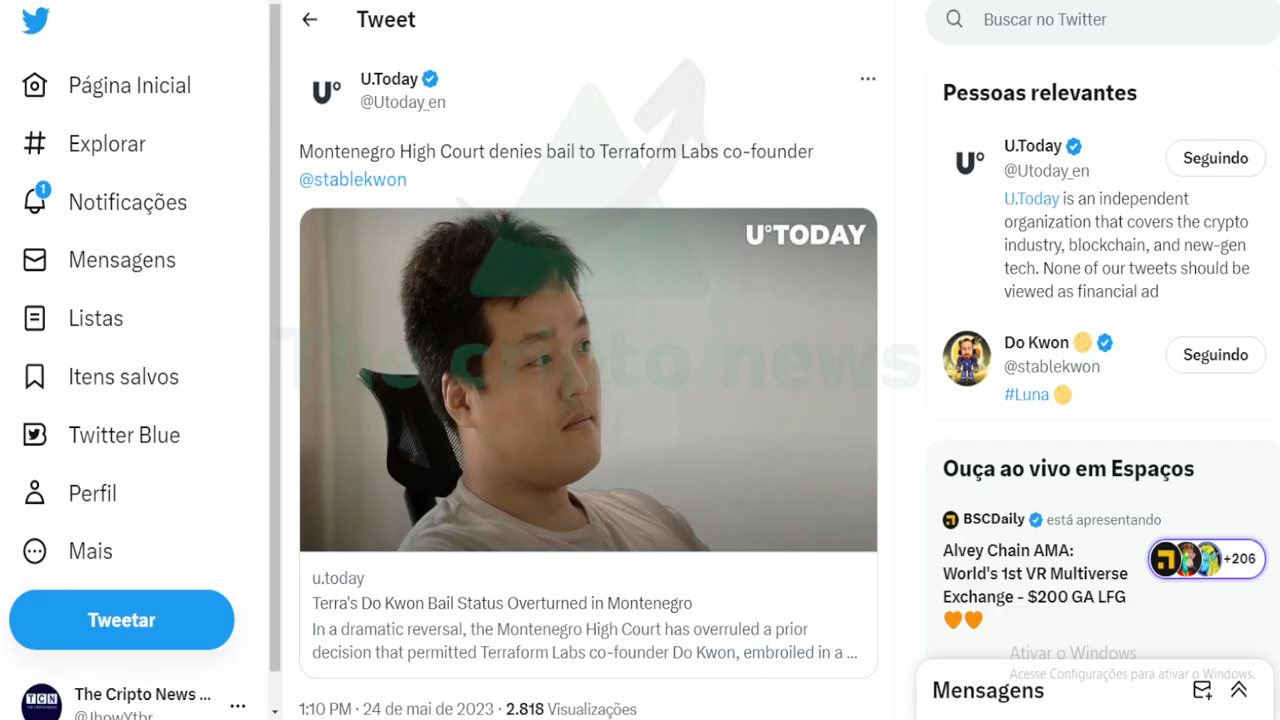 Página Inicial
Explorar
1
Notificações
Mensagens
Listas
Itens salvos
Twitter Blue
Perfil
Mais
Tweetar
TCN
The Cripto News ...
@JhowYtbr
Tweet
U.Today
@Utoday_en
Montenegro High Court denies bail to Terraform Labs co-founder
@stablekwon
U°TODAY
The cripto news
u.today
Terra's Do Kwon Bail Status Overturned in Montenegro
In a dramatic reversal, the Montenegro High Court has overruled a prior
decision that permitted Terraform Labs co-founder Do Kwon, embroiled in a ...
1:10 PM · 24 de mai de 2023 · 2.818 Visualizações
Buscar no Twitter
Pessoas relevantes
U°
U.Today
@Utoday_en
Seguindo
U.Today is an independent
organization that covers the crypto
industry, blockchain, and new-gen
tech. None of our tweets should be
viewed as financial ad
Do Kwon
@stablekwon
Seguindo
#Luna
Ouça ao vivo em Espaços
BSCDaily está apresentando
Alvey Chain AMA:
World's 1st VR Multiverse
Exchange - $200 GA LFG
+206
Ativar o Windows
Acesse Configurações para ativar o Windows.
Mensagens